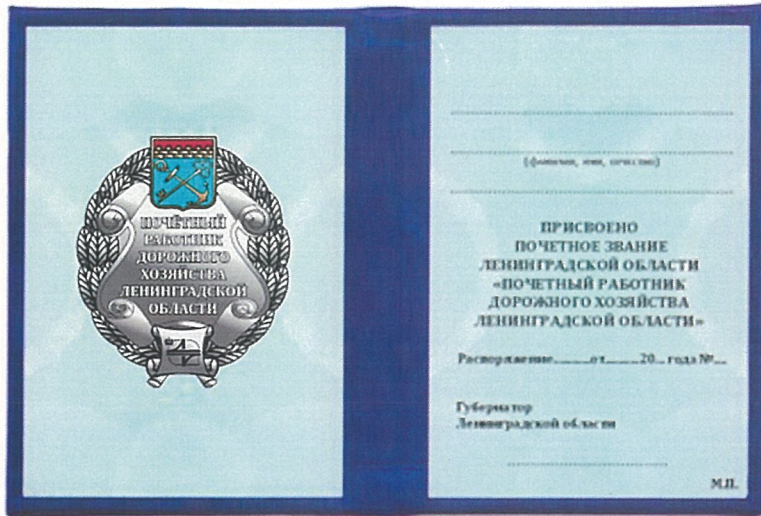 ПОЧЁТНЫЙ
РАБОТНИК
ДОРОЖНОГО
ХОЗЯЙСТВА
ЛЕНИНГРАДСКОЙ
ОБЛАСТИ
(фамилия, имя, отчество)
ПРИСВОЕНО
ПОЧЕТНОЕ ЗВАНИЕ
ЛЕНИНГРАДСКОЙ ОБЛАСТИ
«ПОЧЕТНЫЙ РАБОТНИК
ДОРОЖНОГО ХОЗЯЙСТВА
ЛЕНИНГРАДСКОЙ ОБЛАСТИ»
Распоряжение.........от.........20... года №...
Губернатор
Ленинградской области
М.П.